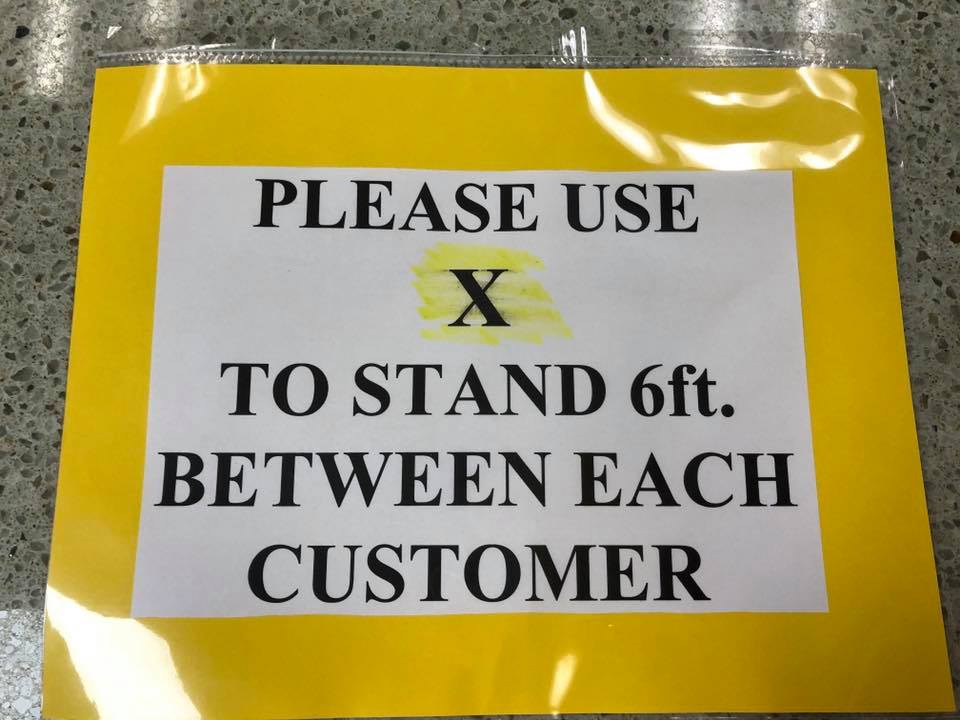 PLEASE USE
X
TO STAND 6ft.
BETWEEN EACH
CUSTOMER